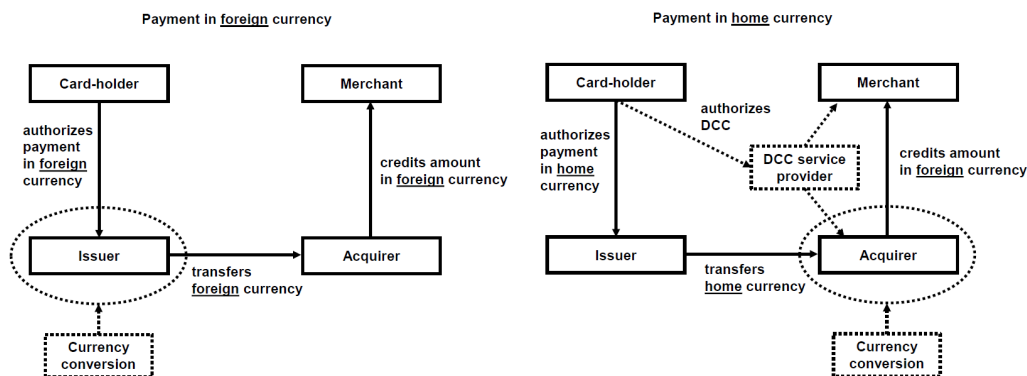 Payment in foreign currency
Card-holder
Merchant
authorizes
payment
in foreign
currency
credits amount
in foreign currency
Issuer
Acquirer
transfers
foreign currency
Currency
conversion
Payment in home currency
Card-holder
Merchant
authorizes
DCC
authorizes
payment
in home
currency
DCC service
provider
credits amount
in foreign currency
Issuer
Acquirer
transfers
home currency
Currency
conversion